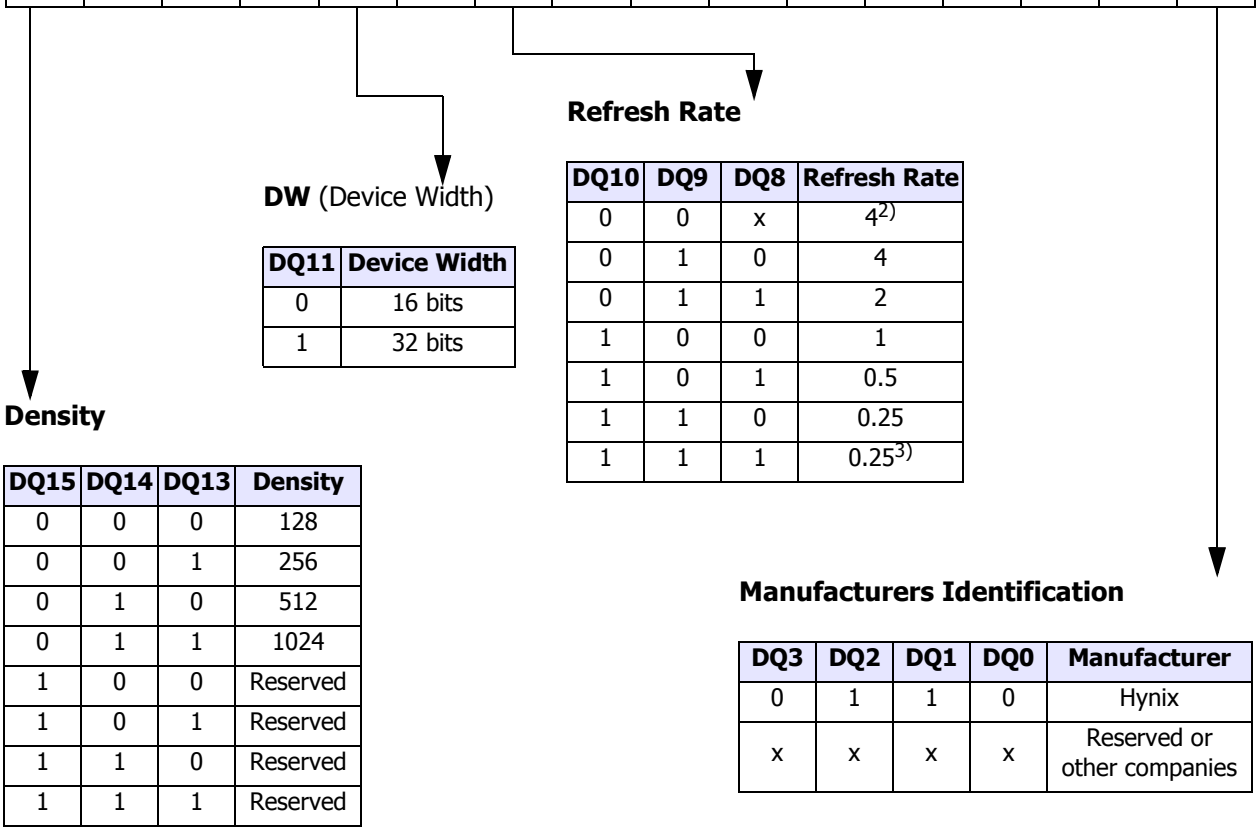 Refresh Rate
DQ10 DQ9 DQ8 Refresh Rate
0 0 x 42)
0 1 0 4
0 1 1 2
1 0 0 1
1 0 1 0.5
1 1 0 0.25
1 1 1 0.253)
DW (Device Width)
DQ11 Device Width
0 16 bits
1 32 bits
Density
DQ15 DQ14 DQ13 Density
0 0 0 128
0 0 1 256
0 1 0 512
0 1 1 1024
1 0 0 Reserved
1 0 1 Reserved
1 1 0 Reserved
1 1 1 Reserved
Manufacturers Identification
DQ3 DQ2 DQ1 DQ0 Manufacturer
0 1 1 0 Hynix
x x x x Reserved or
other companies